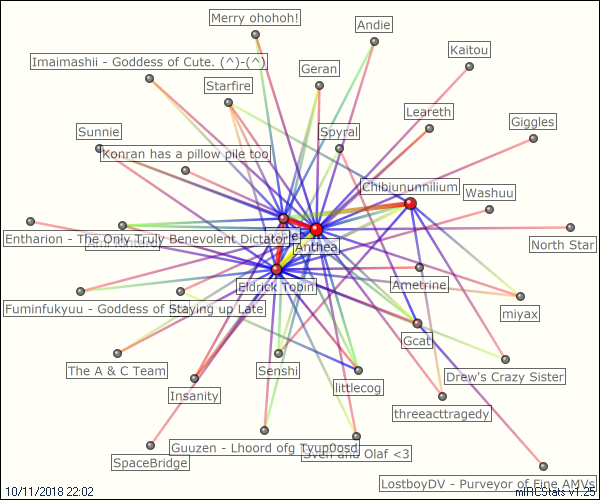 Merry ohohoh!
Andie
Kaitou
Imaimashii - Goddess of Cute. (^)-(^)
Geran
Starfire
Leareth
Giggles
Sunnie
Spyral
Konran has a pillow pile too
Chibiununnilium
Washuu
Entharion - The Only Truly Benevolent Dictator
Anthea
North Star
Eldrick Tobin
Ametrine
Fuminfukyuu - Goddess of
Staying up Late
miyax
Gcat
The A & C Team
Senshi
Drew's Crazy Sister
Insanity
littlecog
threeacttragedy
Guuzen - Lhoord ofg Tyup0osd
Sven and Olaf <3
SpaceBridge
LostboyDV - Purveyor of Fine AMVs
10/11/2018 22:02
mIRCStats v1.25